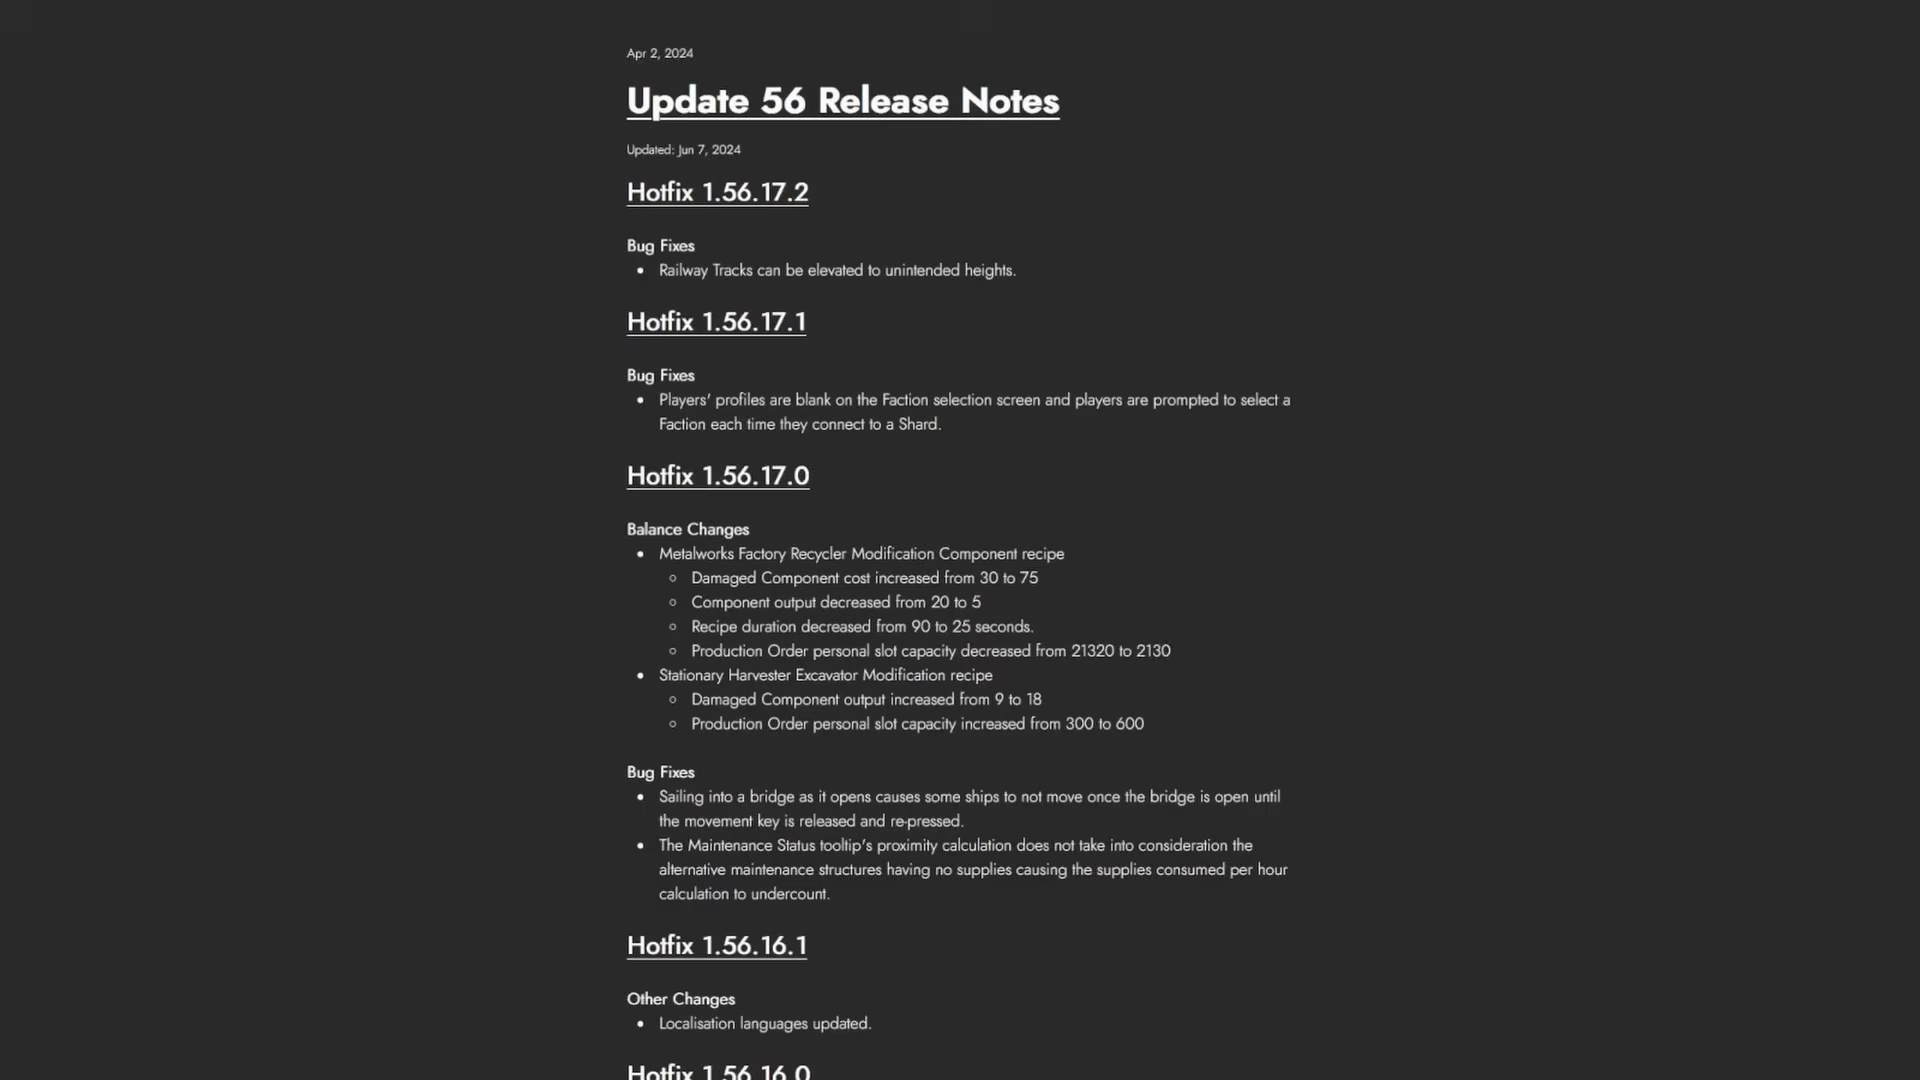 Apr 2, 2024
Update 56 Release Notes
Updated: Jun 7, 2024
Hotfix 1.56.17.2
Bug Fixes
• Railway Tracks can be elevated to unintended heights.
Hotfix 1.56.17.1
Bug Fixes
• Players' profiles are blank on the Faction selection screen and players are prompted to select a
Faction each time they connect to a Shard.
Hotfix 1.56.17.0
Balance Changes
• Metalworks Factory Recycler Modification Component recipe
◦ Damaged Component cost increased from 30 to 75
◦ Component output decreased from 20 to 5
◦ Recipe duration decreased from 90 to 25 seconds.
◦ Production Order personal slot capacity decreased from 21320 to 2130
• Stationary Harvester Excavator Modification recipe
◦ Damaged Component output increased from 9 to 18
◦ Production Order personal slot capacity increased from 300 to 600
Bug Fixes
• Sailing into a bridge as it opens causes some ships to not move once the bridge is open until
the movement key is released and re-pressed.
• The Maintenance Status tooltip's proximity calculation does not take into consideration the
alternative maintenance structures having no supplies causing the supplies consumed per hour
calculation to undercount.
Hotfix 1.56.16.1
Other Changes
• Localisation languages updated.
Hotfix 1.56.16.0